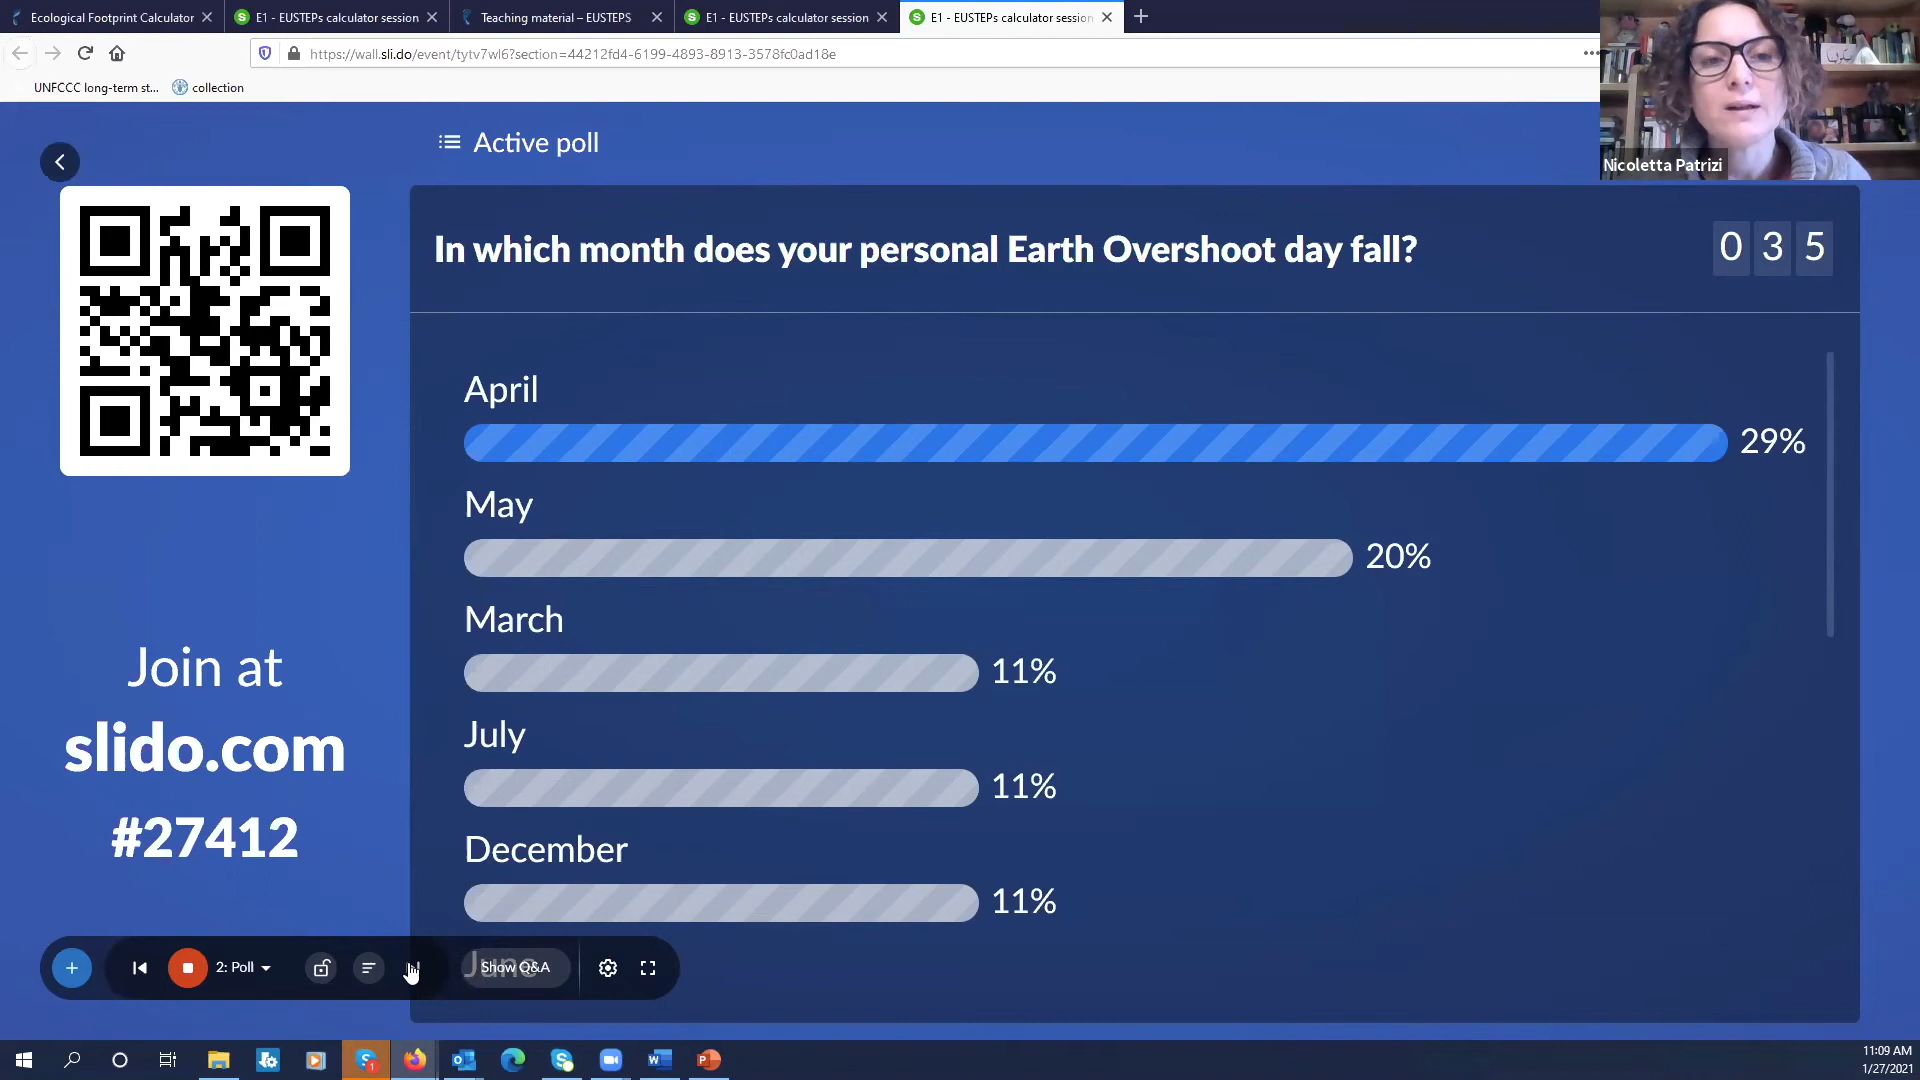 Ecological Footprint Calculator
E1 - EUSTEPs calculator session
Teaching material – EUSTEPS
E1 - EUSTEPs calculator session
E1 - EUSTEPs calculator session
https://wall.sli.do/event/tytv7wl6?section=44212fd4-6199-4893-8913-3578fc0ad18e
UNFCCC long-term st...
collection
Nicoletta Patrizi
Active poll
In which month does your personal Earth Overshoot day fall?
0 3 5
April
29%
May
20%
March
11%
July
11%
December
11%
June
Join at
slido.com
#27412
2: Poll
Show Q&A
11:09 AM
1/27/2021